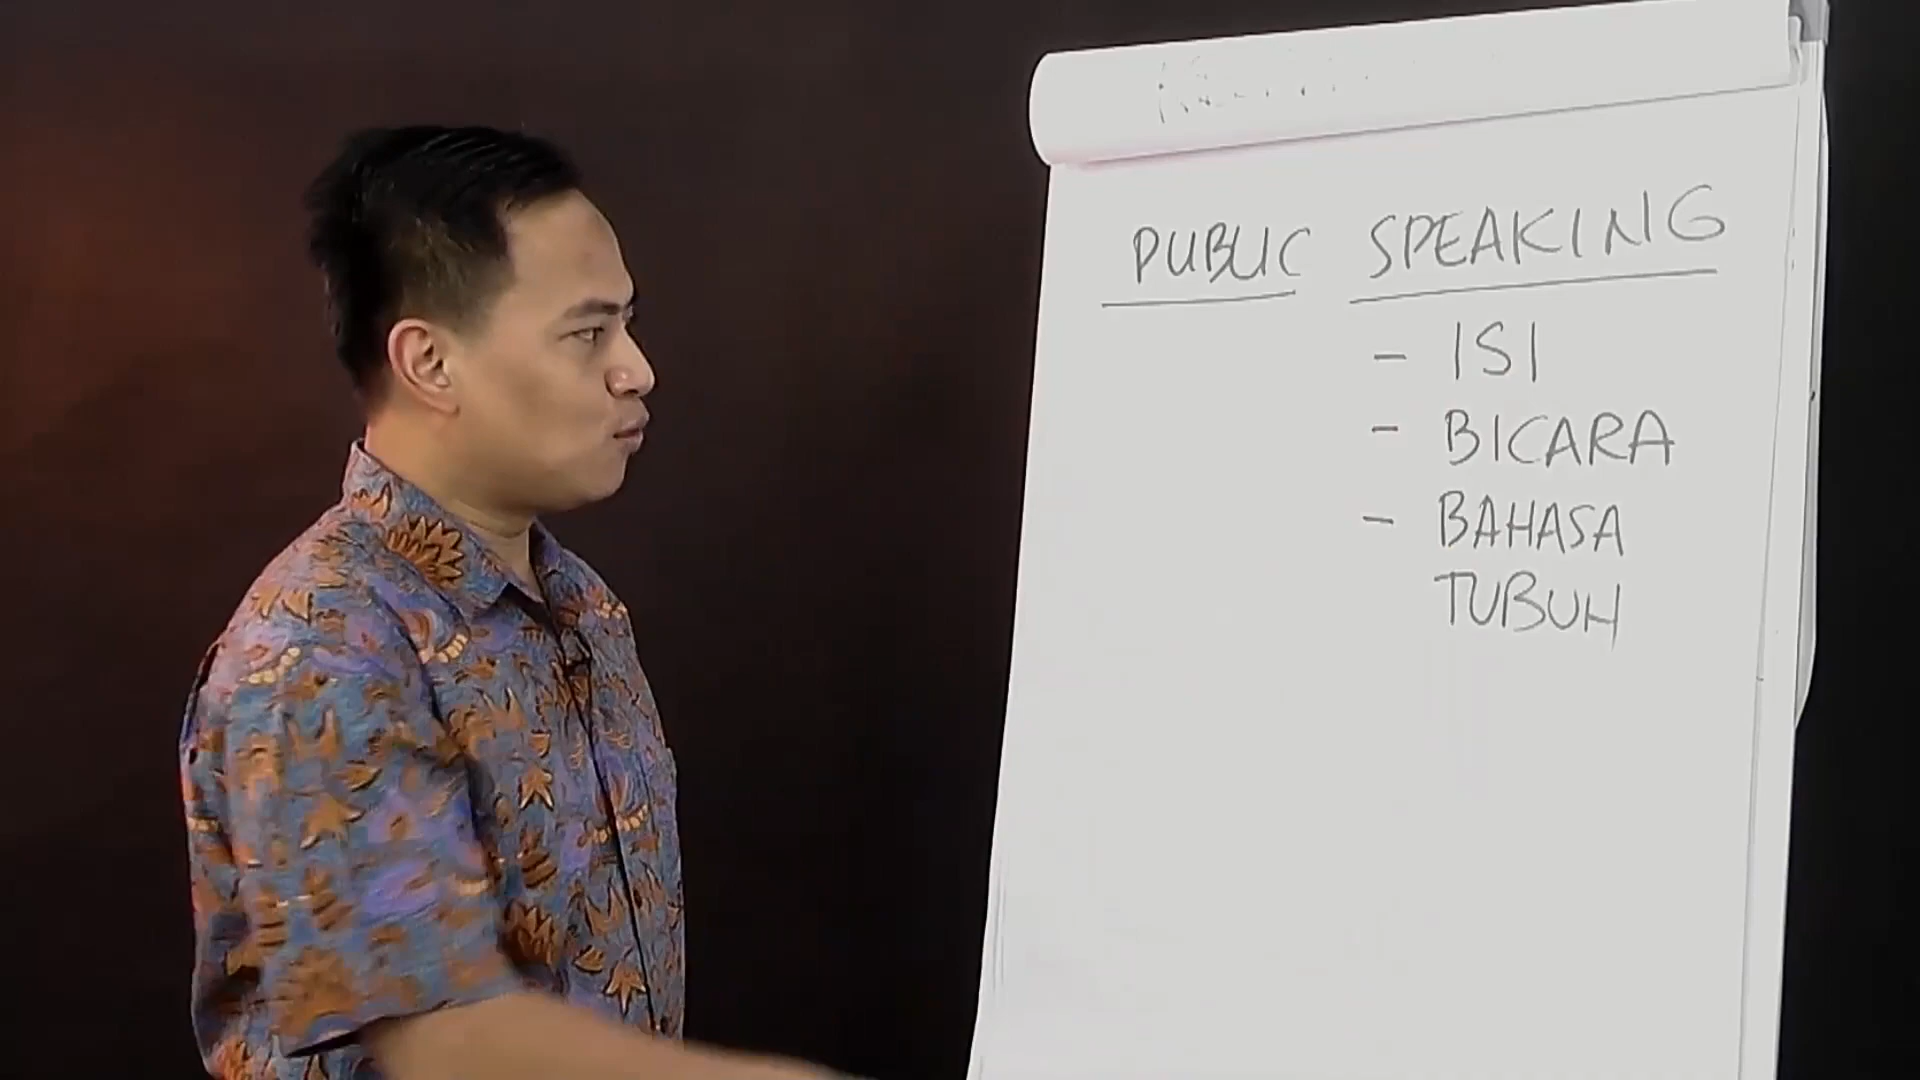 PUBLIC SPEAKING
- ISI
- BICARA
- BAHASA
TUBUH